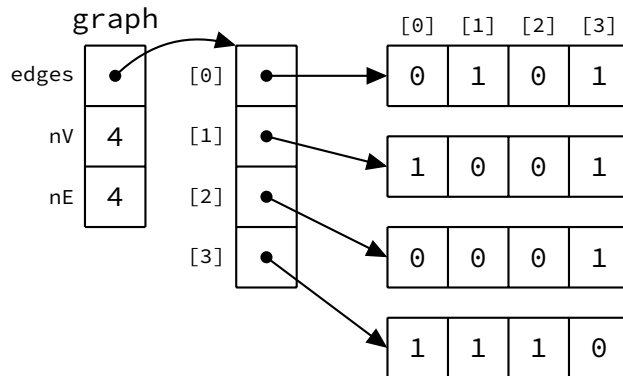 graph
[0] [1] [2] [3]
edges [0] 0 1 0 1
nV 4 [1] 1 0 0 1
nE 4 [2] 0 0 0 1
[3] 1 1 1 0